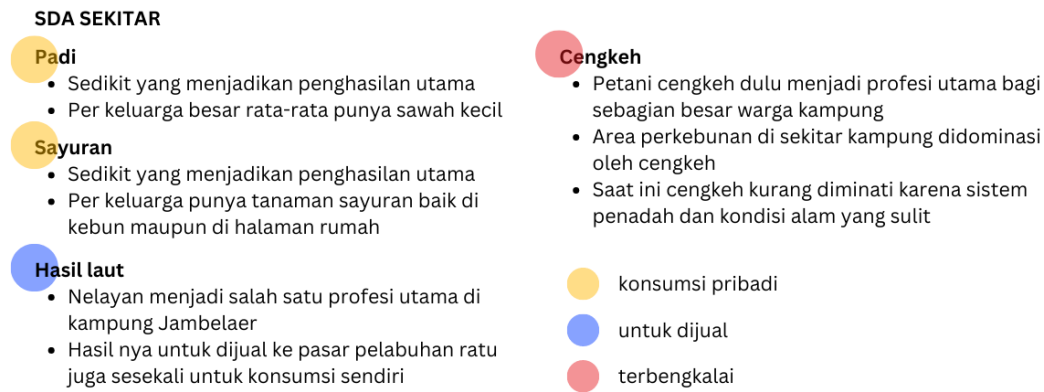 SDA SEKITAR
Padi
• Sedikit yang menjadikan penghasilan utama
• Per keluarga besar rata-rata punya sawah kecil
Sayuran
• Sedikit yang menjadikan penghasilan utama
• Per keluarga punya tanaman sayuran baik di
kebun maupun di halaman rumah
Hasil laut
• Nelayan menjadi salah satu profesi utama di
kampung Jambelaer
• Hasil nya untuk dijual ke pasar pelabuhan ratu
juga sesekali untuk konsumsi sendiri
Cengkeh
• Petani cengkeh dulu menjadi profesi utama bagi
sebagian besar warga kampung
• Area perkebunan di sekitar kampung didominasi
oleh cengkeh
• Saat ini cengkeh kurang diminati karena sistem
penadah dan kondisi alam yang sulit
konsumsi pribadi
untuk dijual
terbengkalai